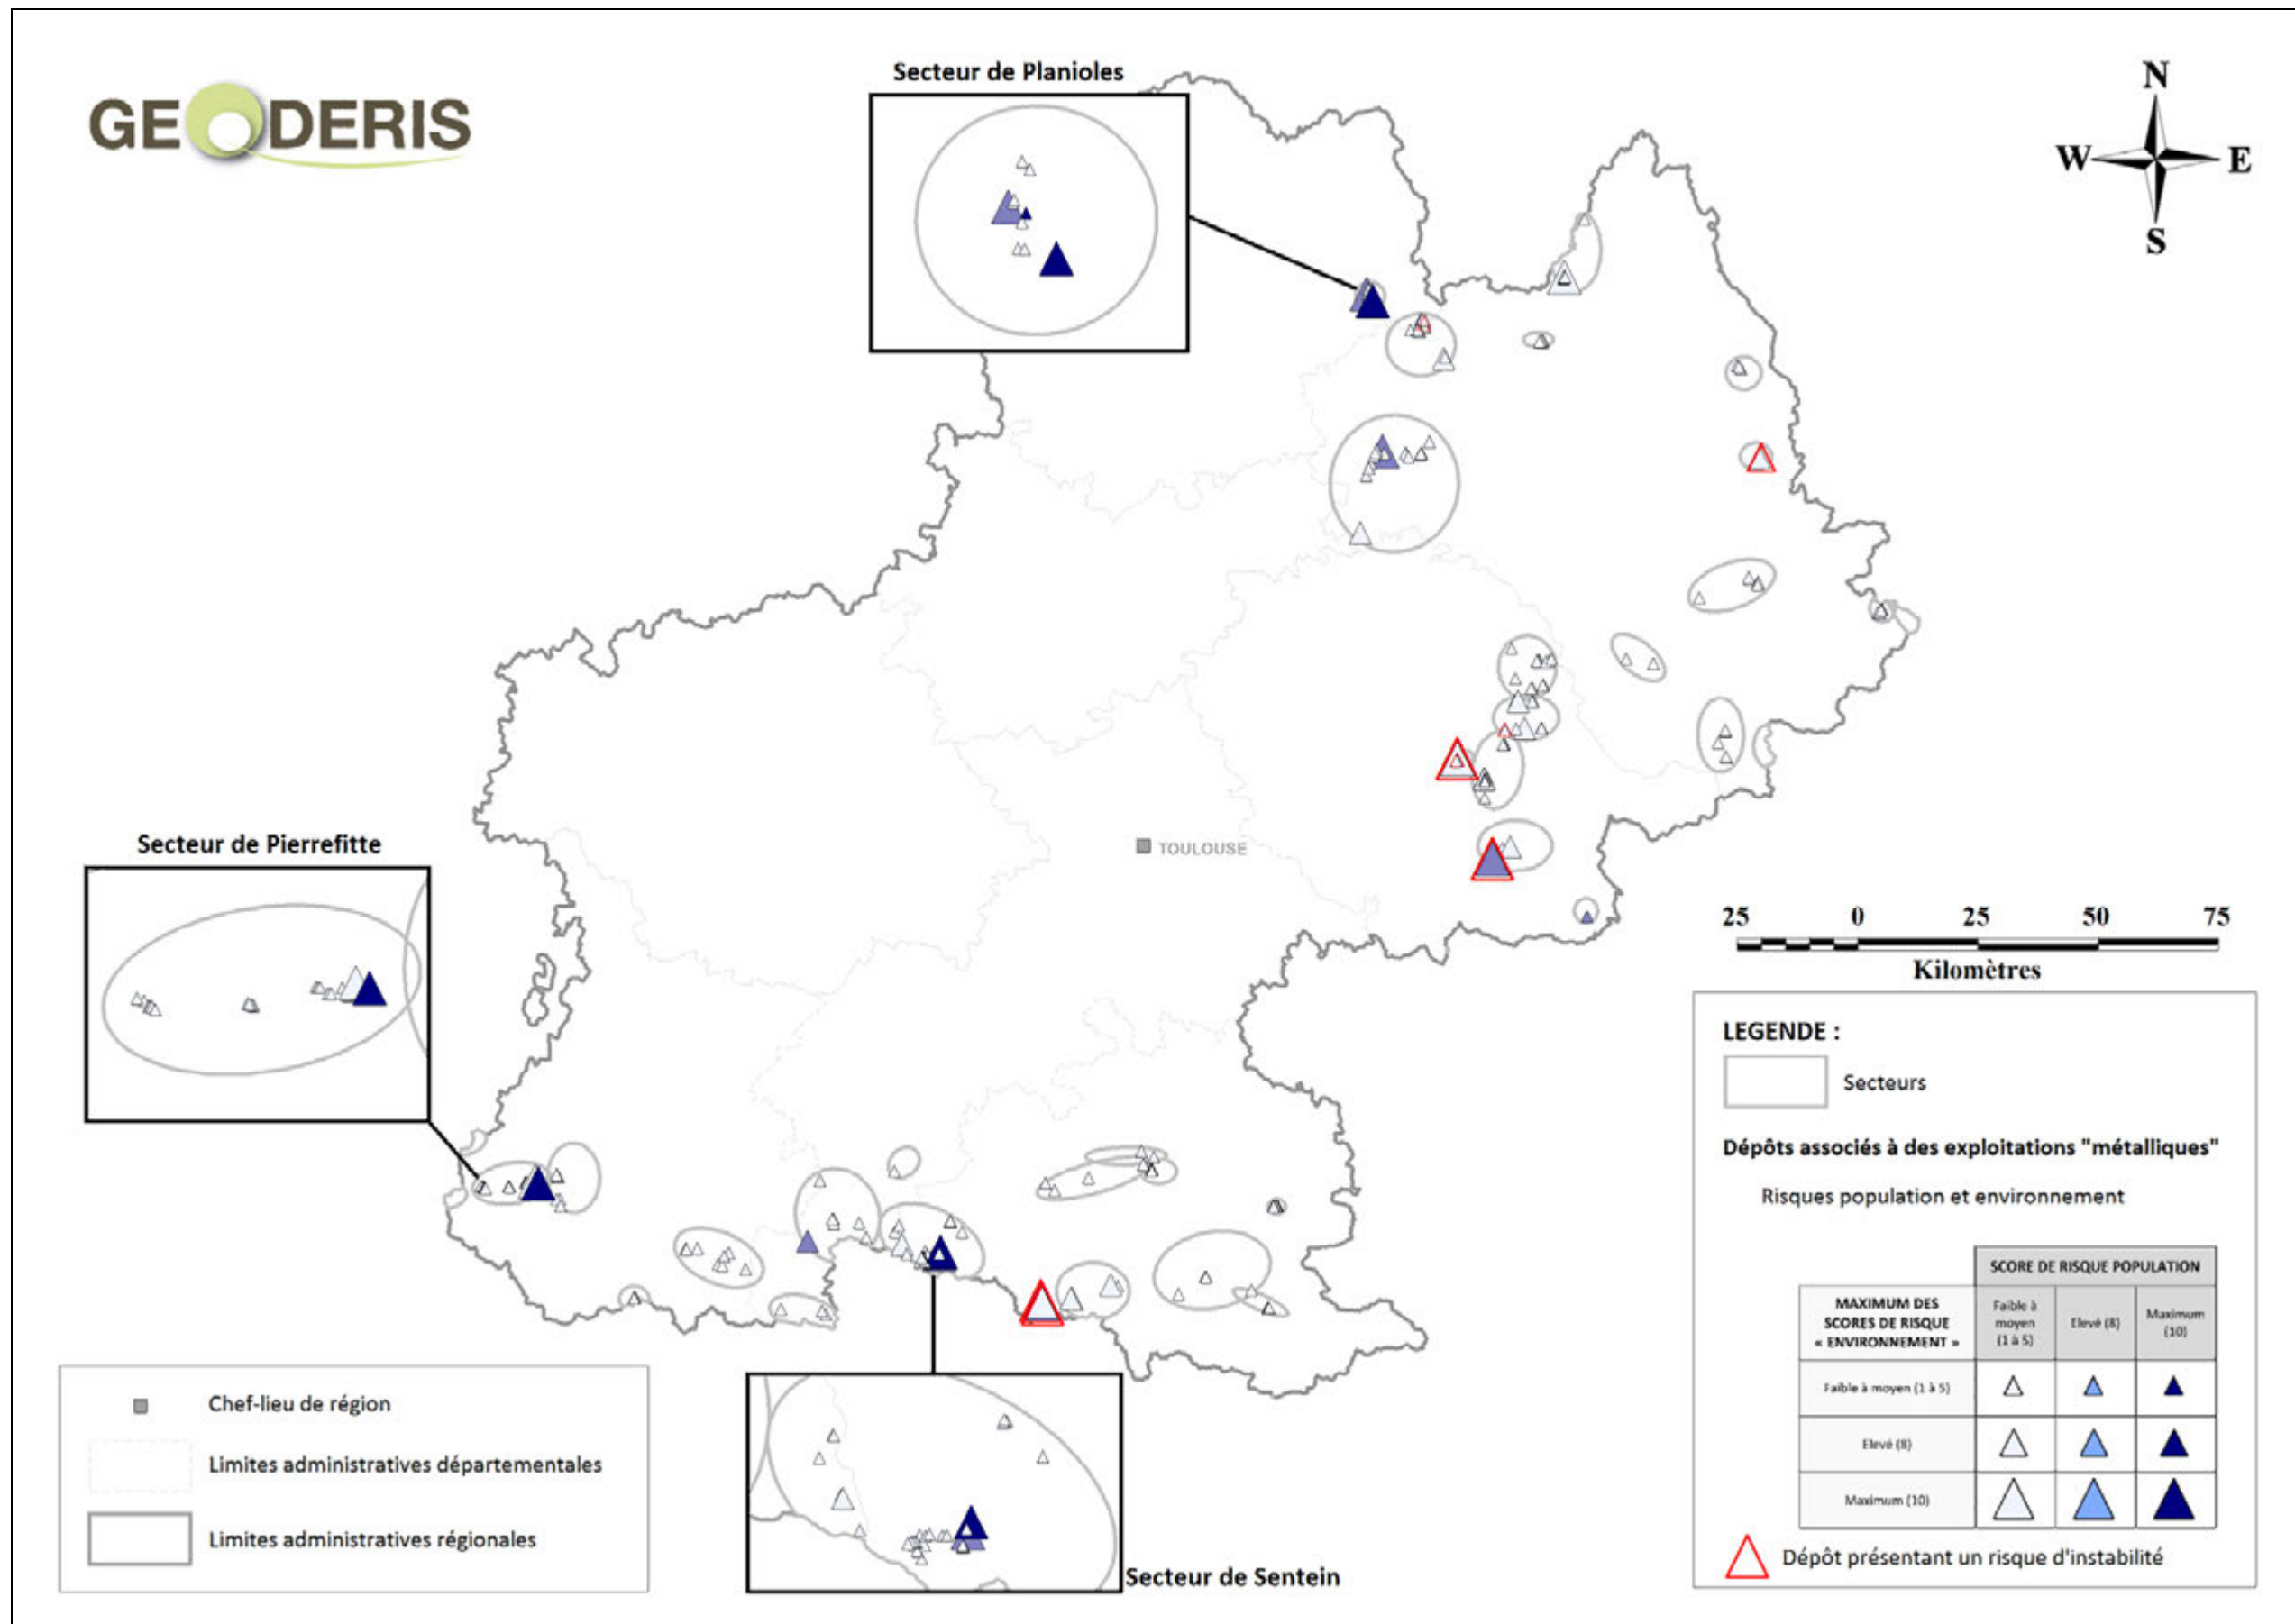 GEODERIS
Secteur de Planioles
N
W
E
S
TOULOUSE
Secteur de Pierrefitte
25 0 25 50 75
Kilomètres
LEGENDE :
Secteurs
Dépôts associés à des exploitations "métalliques"
Risques population et environnement
SCORE DE RISQUE POPULATION
MAXIMUM DES
SCORES DE RISQUE
« ENVIRONNEMENT »
Faible à
moyen
(1 à 5)
Elevé (8)
Maximum
(10)
Faible à moyen (1 à 5)
Elevé (8)
Maximum (10)
Dépôt présentant un risque d'instabilité
Chef-lieu de région
Limites administratives départementales
Limites administratives régionales
Secteur de Sentein